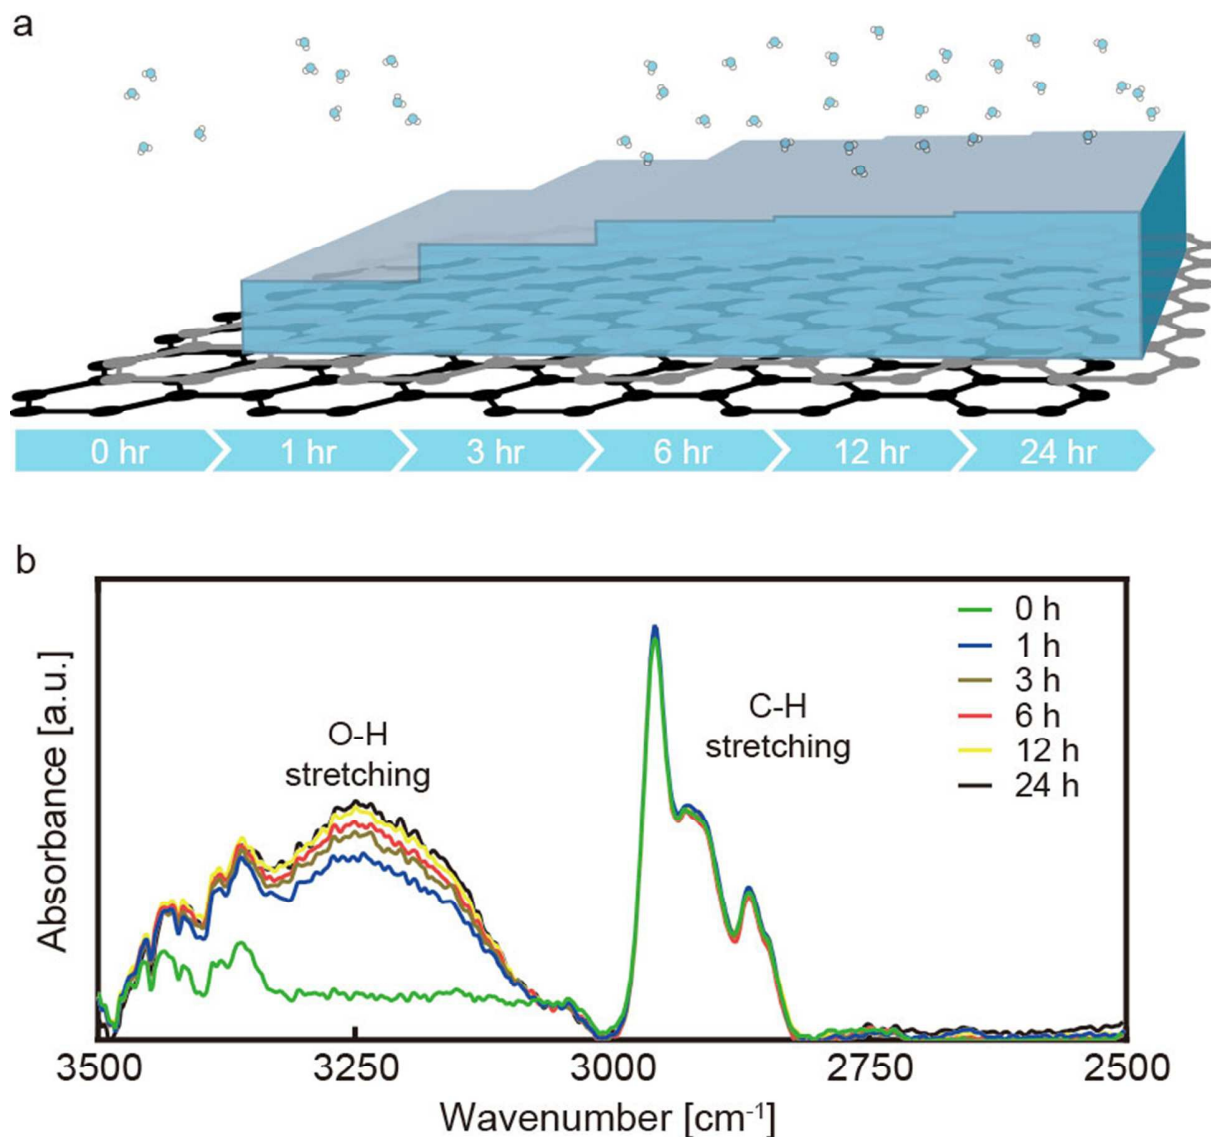 a
0 hr
1 hr
3 hr
6 hr
12 hr
24 hr
b
Absorbance [a.u.]
O-H
stretching
C-H
stretching
0 h
1 h
3 h
6 h
12 h
24 h
3500
3250
3000
2750
2500
Wavenumber [cm⁻¹]